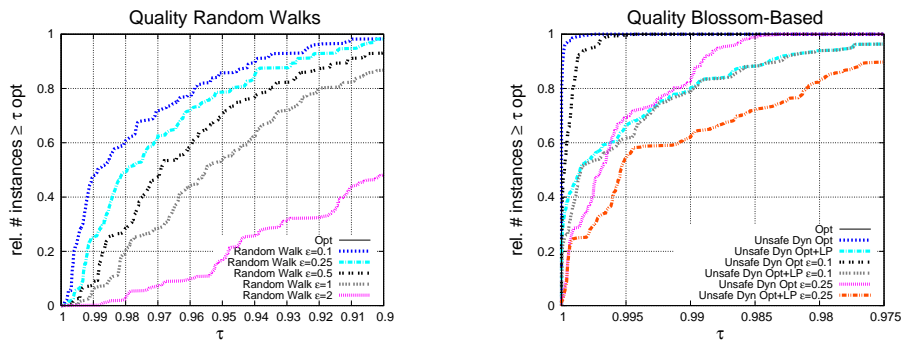 Quality Random Walks
rel. # instances ≥ τ opt
1
0.8
0.6
0.4
0.2
0
Opt
Random Walk ε=0.1
Random Walk ε=0.25
Random Walk ε=0.5
Random Walk ε=1
Random Walk ε=2
1 0.99 0.98 0.97 0.96 0.95 0.94 0.93 0.92 0.91 0.9
τ
Quality Blossom-Based
rel. # instances ≥ τ opt
1
0.8
0.6
0.4
0.2
0
Opt
Unsafe Dyn Opt
Unsafe Dyn Opt+LP
Unsafe Dyn Opt ε=0.1
Unsafe Dyn Opt+LP ε=0.1
Unsafe Dyn Opt ε=0.25
Unsafe Dyn Opt+LP ε=0.25
1 0.995 0.99 0.985 0.98 0.975
τ